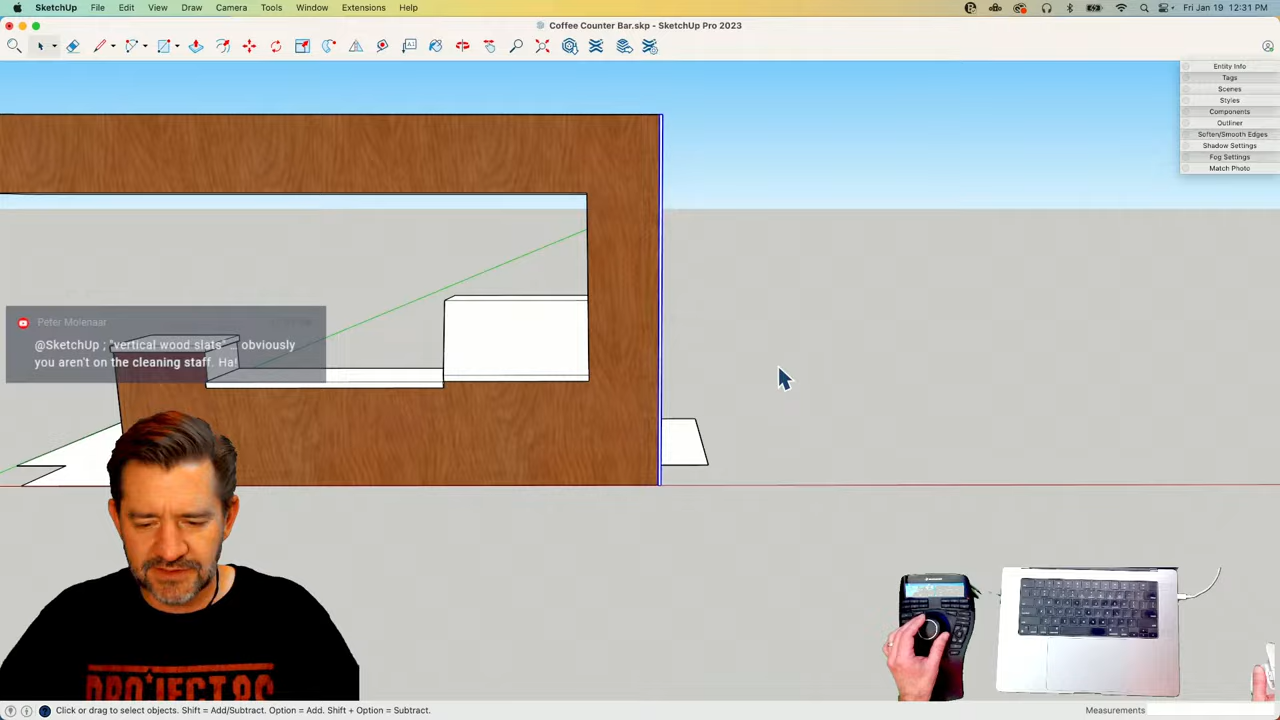 SketchUp File Edit View Draw Camera Tools Window Extensions Help
Fri Jan 19 12:31 PM
Coffee Counter Bar.skp - SketchUp Pro 2023
Entity Info
Tags
Scenes
Styles
Components
Outliner
Soften/Smooth Edges
Shadow Settings
Fog Settings
Match Photo
Peter Molenaar
@SketchUp ; "vertical wood slats"
obviously
you aren't on the cleaning staff. Ha!
Click or drag to select objects. Shift = Add/Subtract. Option = Add. Shift + Option = Subtract.
Measurements